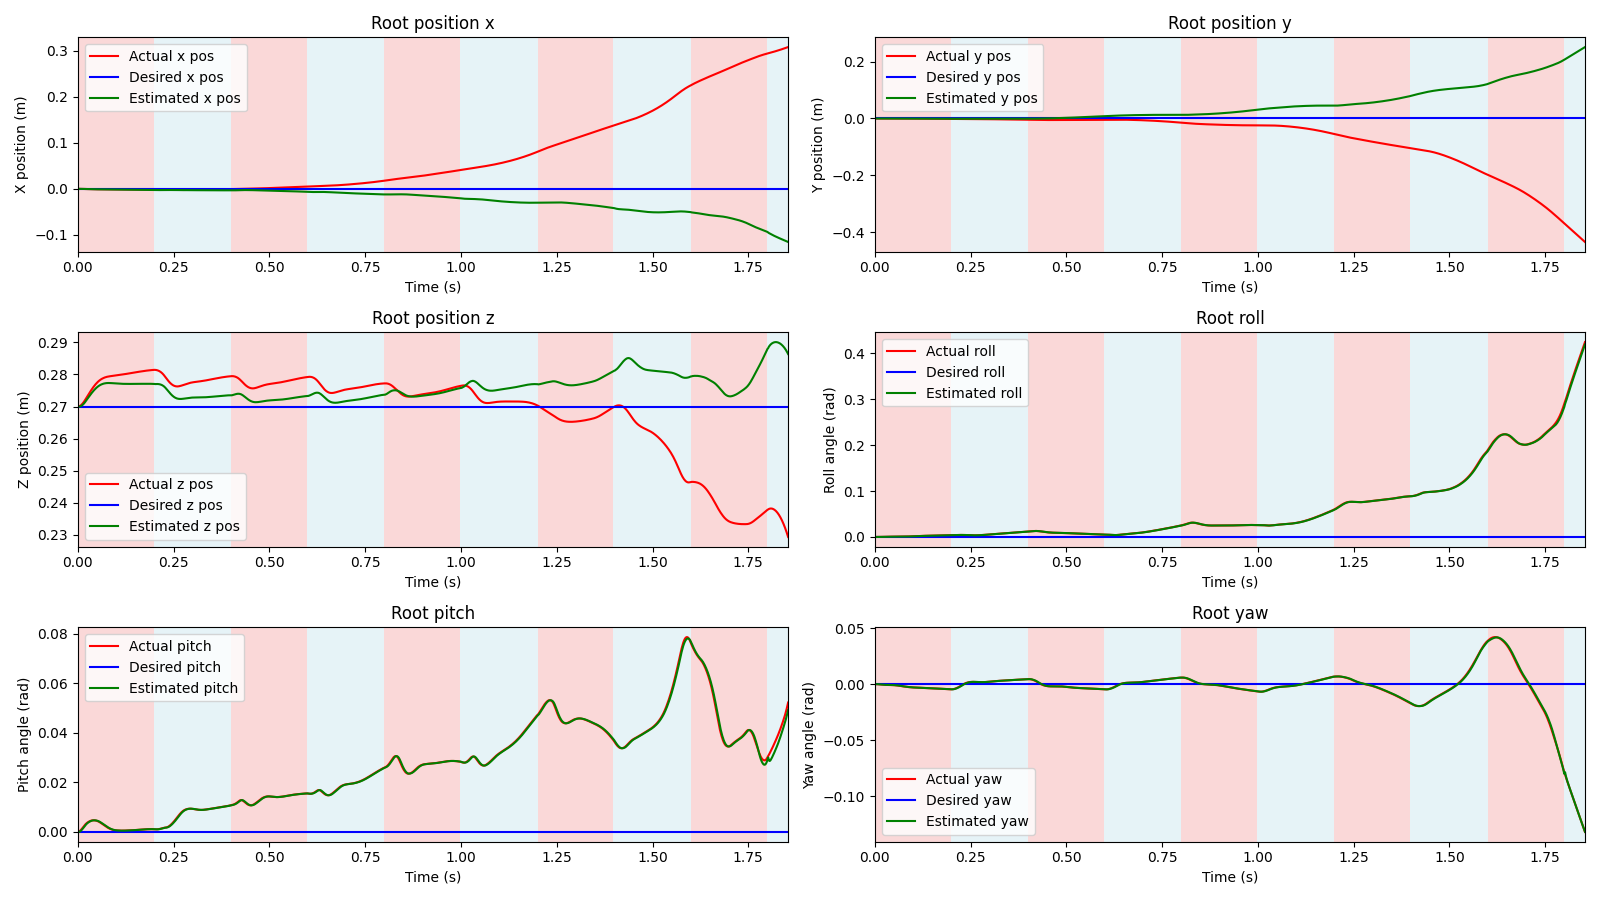 Root position x
X position (m)
0.3
0.2
0.1
0.0
−0.1
Actual x pos
Desired x pos
Estimated x pos
0.00 0.25 0.50 0.75 1.00 1.25 1.50 1.75
Time (s)
Root position y
Y position (m)
0.2
0.0
−0.2
−0.4
Actual y pos
Desired y pos
Estimated y pos
0.00 0.25 0.50 0.75 1.00 1.25 1.50 1.75
Time (s)
Root position z
Z position (m)
0.29
0.28
0.27
0.26
0.25
0.24
0.23
Actual z pos
Desired z pos
Estimated z pos
0.00 0.25 0.50 0.75 1.00 1.25 1.50 1.75
Time (s)
Root roll
Roll angle (rad)
0.4
0.3
0.2
0.1
0.0
Actual roll
Desired roll
Estimated roll
0.00 0.25 0.50 0.75 1.00 1.25 1.50 1.75
Time (s)
Root pitch
Pitch angle (rad)
0.08
0.06
0.04
0.02
0.00
Actual pitch
Desired pitch
Estimated pitch
0.00 0.25 0.50 0.75 1.00 1.25 1.50 1.75
Time (s)
Root yaw
Yaw angle (rad)
0.05
0.00
−0.05
−0.10
Actual yaw
Desired yaw
Estimated yaw
0.00 0.25 0.50 0.75 1.00 1.25 1.50 1.75
Time (s)